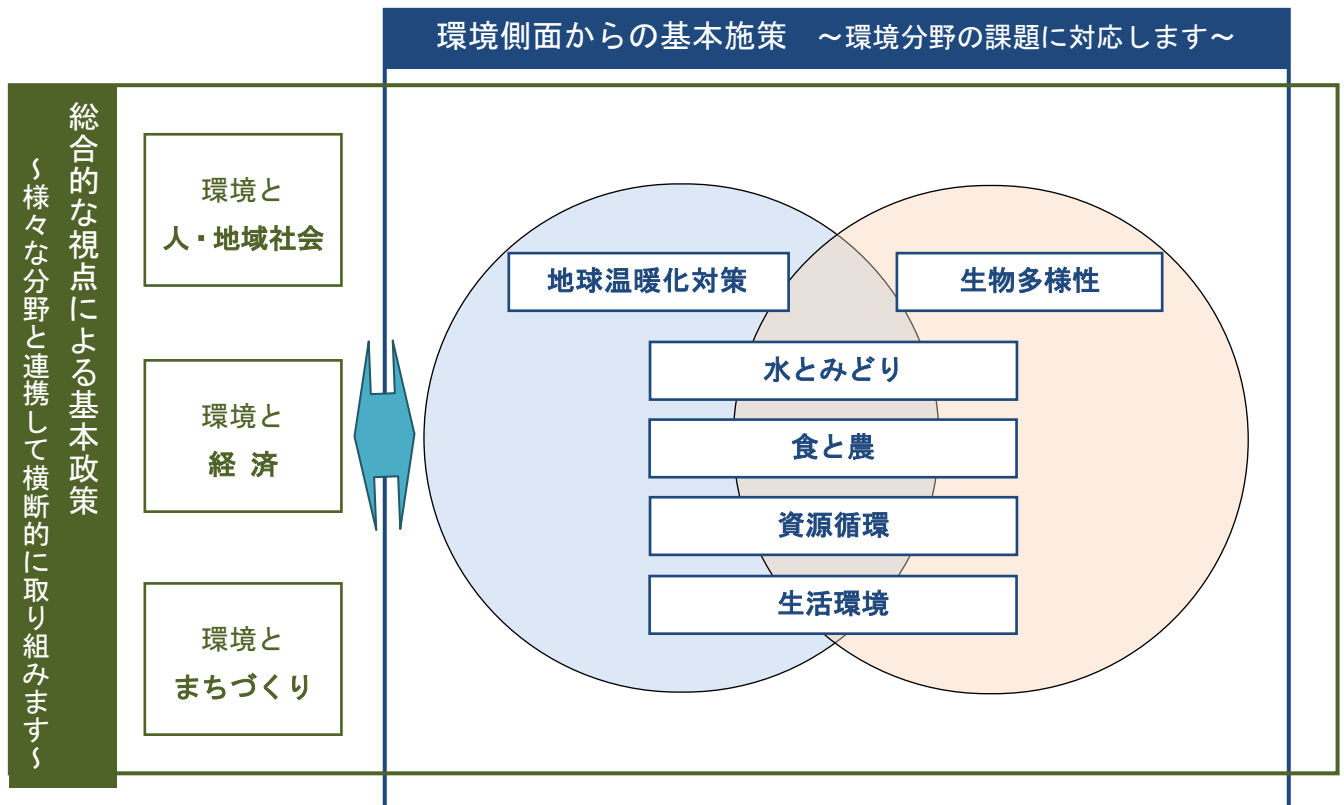 環境側面からの基本施策　～環境分野の課題に対応します～
総合的な視点による基本政策
～様々な分野と連携して横断的に取り組みます～
環境と
人・地域社会
環境と
経 済
環境と
まちづくり
地球温暖化対策
生物多様性
水とみどり
食と農
資源循環
生活環境